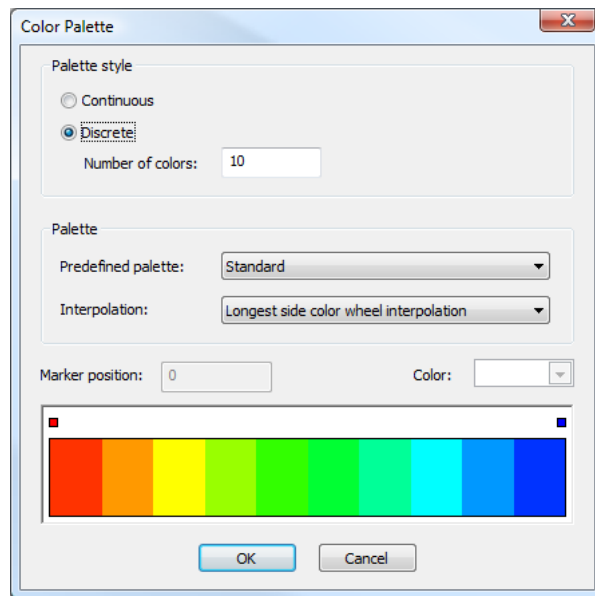 Color Palette
Palette style
Continuous
Discrete
Number of colors: 10
Palette
Predefined palette: Standard
Interpolation: Longest side color wheel interpolation
Marker position: 0 Color:
OK Cancel